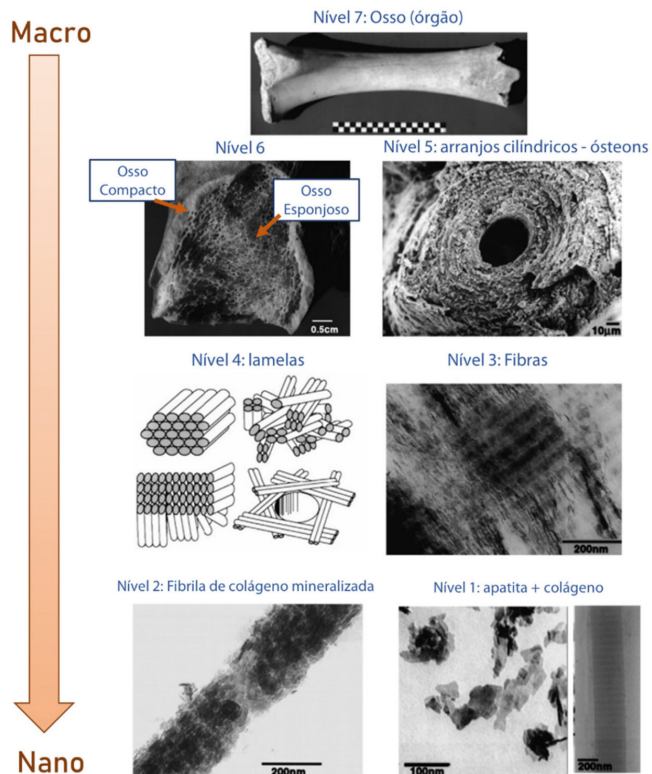 Macro
Nível 7: Osso (órgão)
Nível 6
Nível 5: arranjos cilíndricos - ósteons
Osso
Compacto
Osso
Esponjoso
0.5cm
10μm
Nível 4: lamelas
Nível 3: Fibras
200nm
Nível 2: Fibrila de colágeno mineralizada
Nível 1: apatita + colágeno
200nm
100nm
200nm
Nano